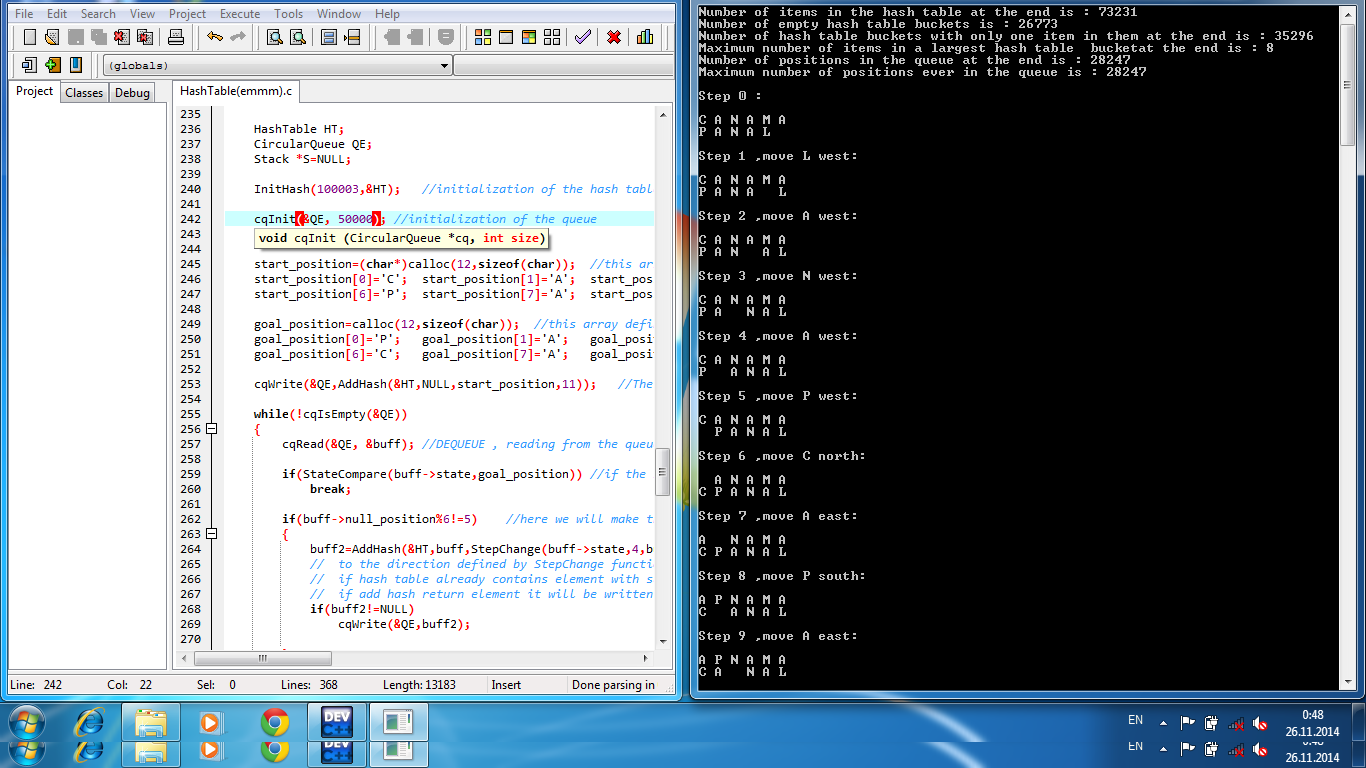 File Edit Search View Project Execute Tools Window Help
(globals)
Project Classes Debug
HashTable(emmm).c
235
236 HashTable HT;
237 CircularQueue QE;
238 Stack *S=NULL;
239
240 InitHash(100003,&HT); //initialization of the hash tabl
241
242 cqInit(&QE, 50000); //initialization of the queue
243 void cqInit (CircularQueue *cq, int size)
244
245 start_position=(char*)calloc(12,sizeof(char)); //this ar
246 start_position[0]='C'; start_position[1]='A'; start_pos
247 start_position[6]='P'; start_position[7]='A'; start_pos
248
249 goal_position=calloc(12,sizeof(char)); //this array defi
250 goal_position[0]='P'; goal_position[1]='A'; goal_posi
251 goal_position[6]='C'; goal_position[7]='A'; goal_posi
252
253 cqWrite(&QE,AddHash(&HT,NULL,start_position,11)); //The
254
255 while(!cqIsEmpty(&QE))
256 {
257 cqRead(&QE, &buff); //DEQUEUE , reading from the queu
258
259 if(StateCompare(buff->state,goal_position)) //if the
260 break;
261
262 if(buff->null_position%6!=5) //here we will make t
263 {
264 buff2=AddHash(&HT,buff,StepChange(buff->state,4,b
265 // to the direction defined by StepChange functi
266 // if hash table already contains element with s
267 // if add hash return element it will be written
268 if(buff2!=NULL)
269 cqWrite(&QE,buff2);
270
Line: 242 Col: 22 Sel: 0 Lines: 368 Length: 13183 Insert Done parsing in
Number of items in the hash table at the end is : 73231
Number of empty hash table buckets is : 26773
Number of hash table buckets with only one item in them at the end is : 35296
Maximum number of items in a largest hash table bucketat the end is : 8
Number of positions in the queue at the end is : 28247
Maximum number of positions ever in the queue is : 28247
Step 0 :
C A N A M A
P A N A L
Step 1 ,move L west:
C A N A M A
P A N A L
Step 2 ,move A west:
C A N A M A
P A N A L
Step 3 ,move N west:
C A N A M A
P A N A L
Step 4 ,move A west:
C A N A M A
P A N A L
Step 5 ,move P west:
C A N A M A
P A N A L
Step 6 ,move C north:
A N A M A
C P A N A L
Step 7 ,move A east:
A N A M A
C P A N A L
Step 8 ,move P south:
A P N A M A
C A N A L
Step 9 ,move A east:
A P N A M A
C A N A L
DEV C++
EN
0:48
26.11.2014
DEV C++
EN
0:48
26.11.2014